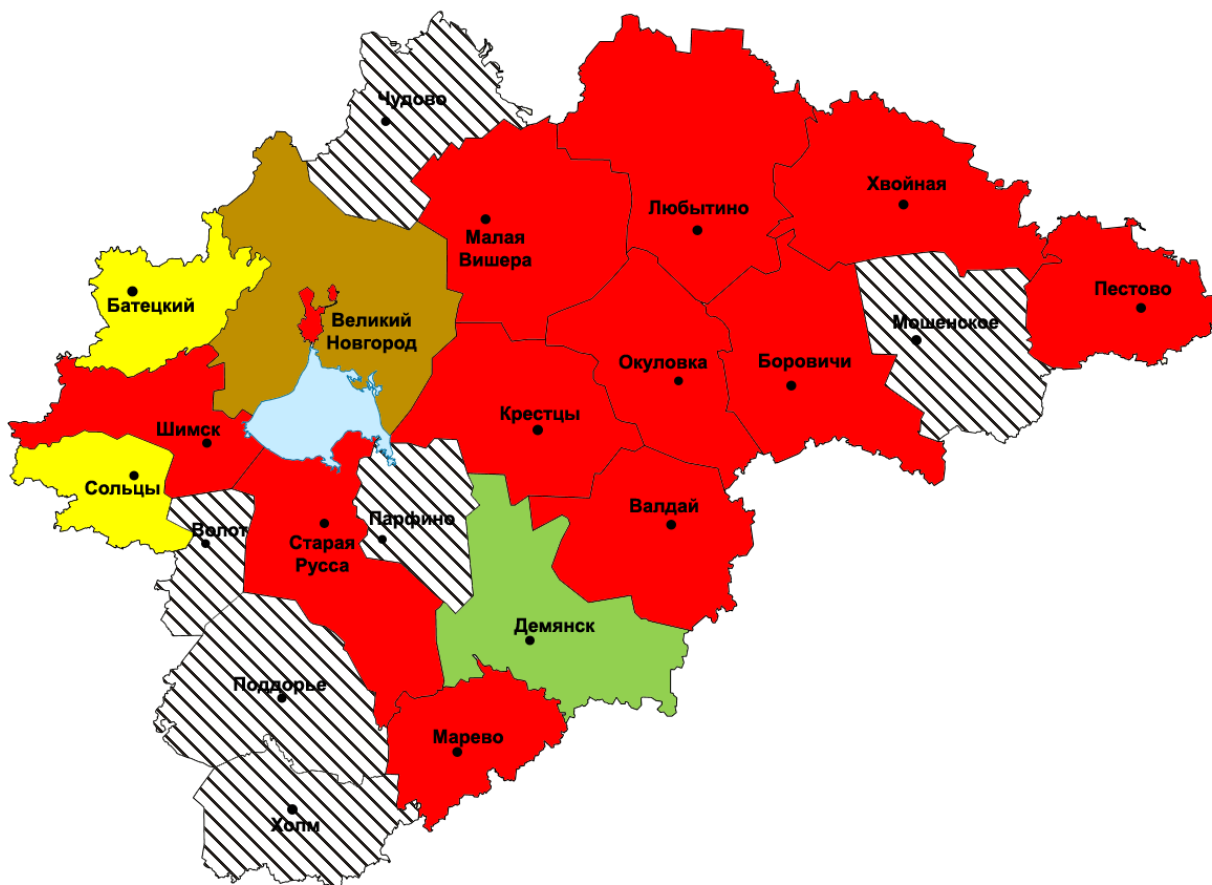 Чудово
Хвойная
Любытино
Малая
Вишера
Пестово
Батецкий
Великий
Новгород
Мошенское
Окуловка
Боровичи
Крестцы
Шимск
Сольцы
Валдай
Парфино
Волот
Старая
Русса
Демянск
Поддорье
Марево
Холм